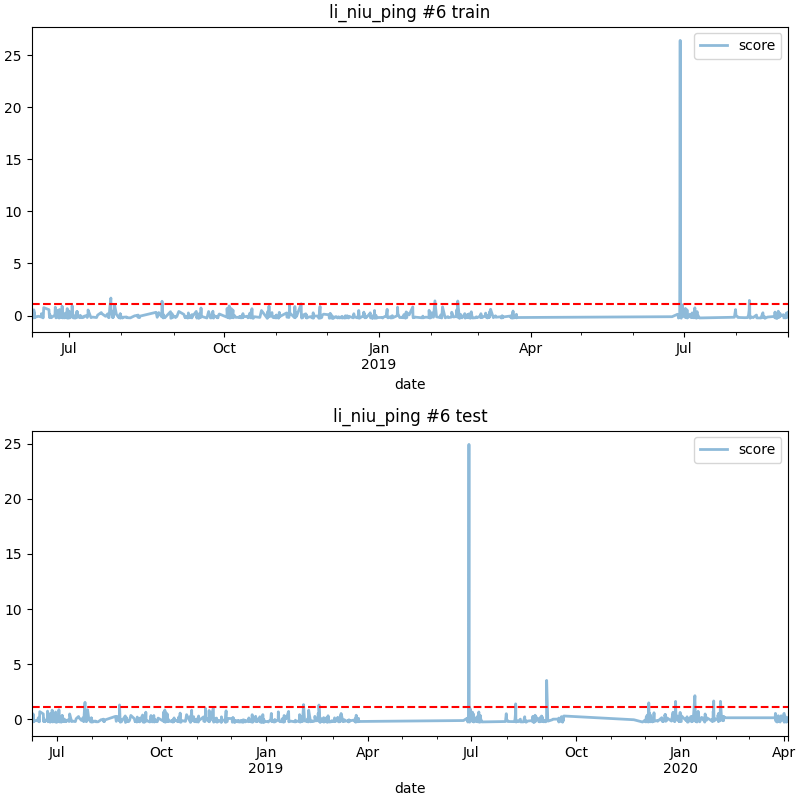 li_niu_ping #6 train
score
25
20
15
10
5
0
Jul Oct Jan Apr Jul
2019
date
li_niu_ping #6 test
score
25
20
15
10
5
0
Jul Oct Jan Apr Jul Oct Jan Apr
2019 2020
date